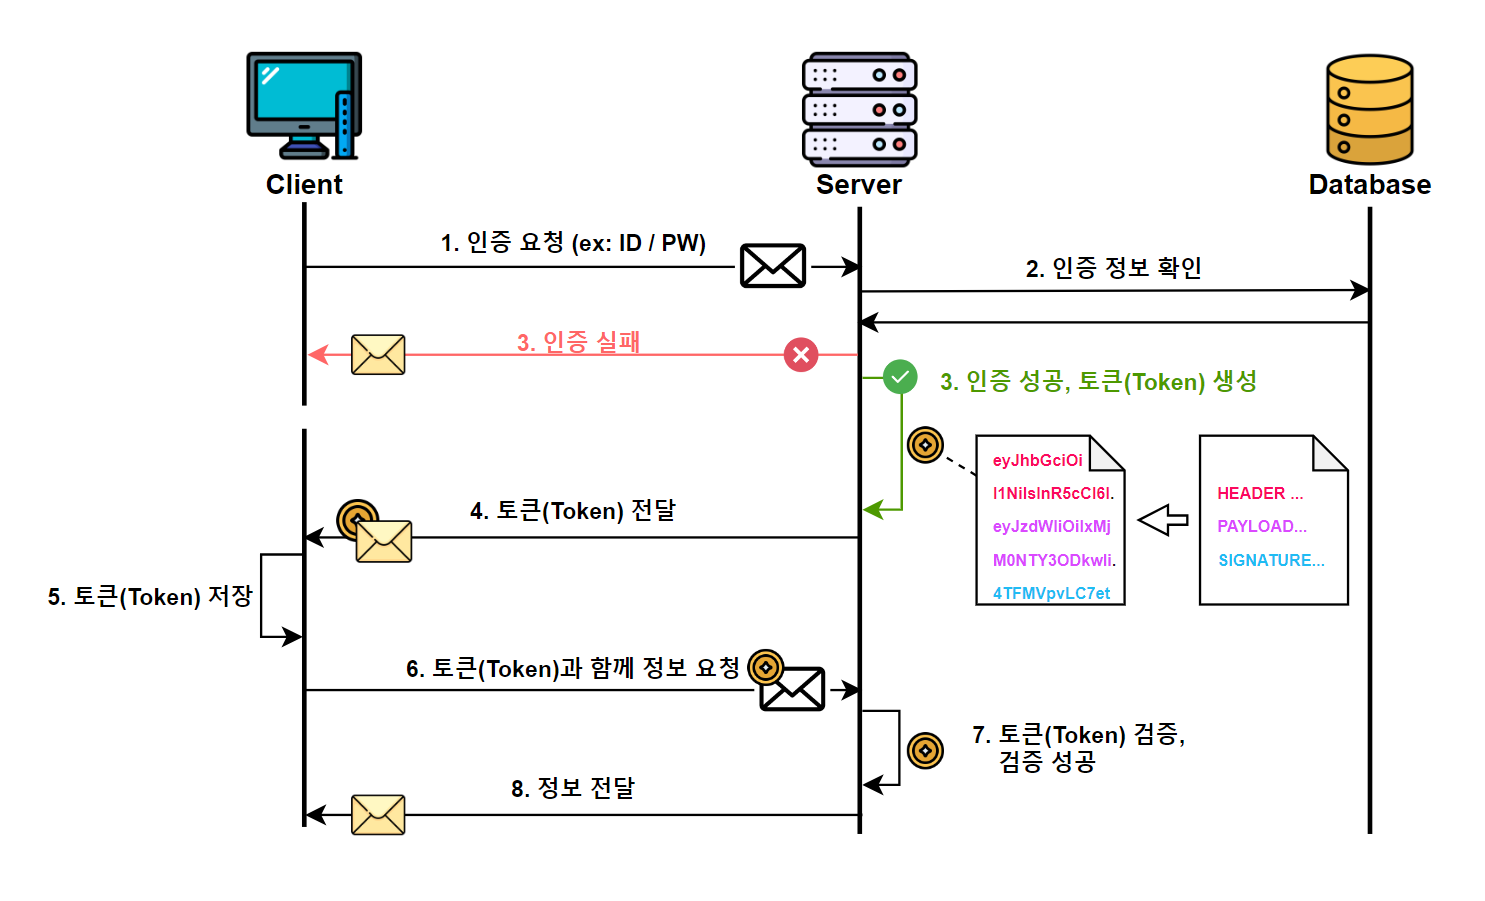 Client
Server
Database
1. 인증 요청 (ex: ID / PW)
2. 인증 정보 확인
3. 인증 실패
3. 인증 성공, 토큰(Token) 생성
eyJhbGciOi
I1NiIsInR5cCI6I.
eyJzdWIiOiIxMj
M0NTY3ODkwIi.
4TFMVpvLC7et
HEADER ...
PAYLOAD...
SIGNATURE...
4. 토큰(Token) 전달
5. 토큰(Token) 저장
6. 토큰(Token)과 함께 정보 요청
7. 토큰(Token) 검증,
검증 성공
8. 정보 전달